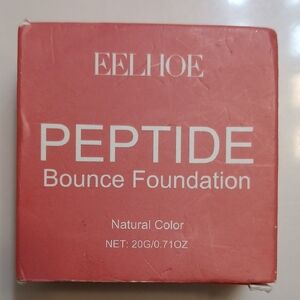 EELHOE
PEPTIDE
Bounce Foundation
Natural Color
NET: 20G/0.71OZ